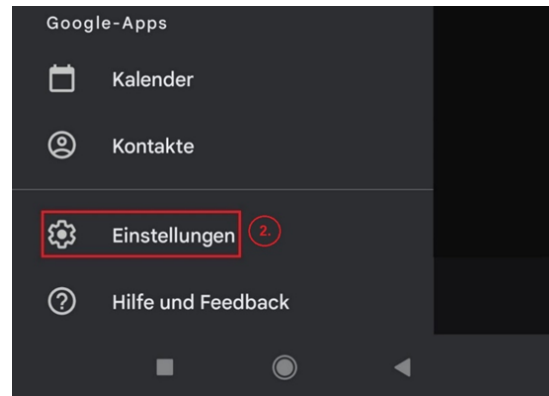 Google-Apps
Kalender
Kontakte
Einstellungen 2.
Hilfe und Feedback